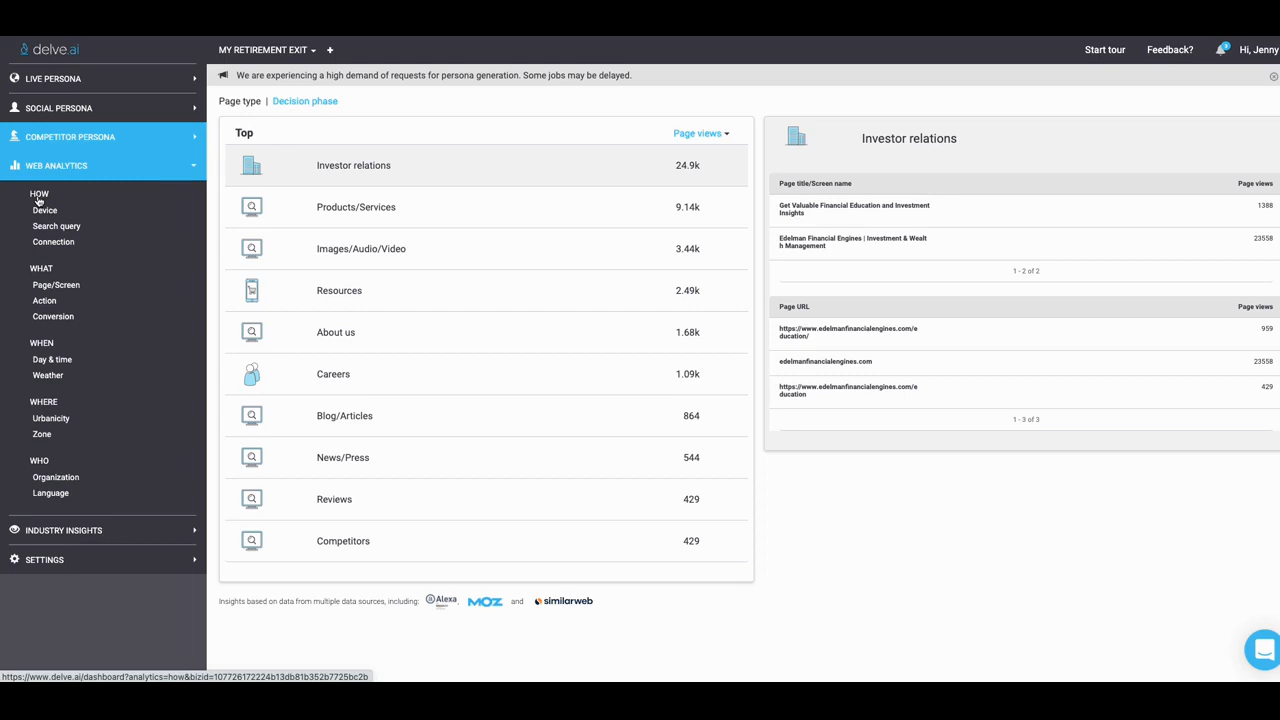 delve.ai
MY RETIREMENT EXIT
+
Start tour
Feedback?
Hi, Jenny
LIVE PERSONA
SOCIAL PERSONA
COMPETITOR PERSONA
WEB ANALYTICS
HOW
Device
Search query
Connection
WHAT
Page/Screen
Action
Conversion
WHEN
Day & time
Weather
WHERE
Urbanicity
Zone
WHO
Organization
Language
INDUSTRY INSIGHTS
SETTINGS
We are experiencing a high demand of requests for persona generation. Some jobs may be delayed.
Page type | Decision phase
Top Page views
Investor relations 24.9k
Products/Services 9.14k
Images/Audio/Video 3.44k
Resources 2.49k
About us 1.68k
Careers 1.09k
Blog/Articles 864
News/Press 544
Reviews 429
Competitors 429
Insights based on data from multiple data sources, including: Alexa, MOZ and similarweb
Investor relations
Page title/Screen name Page views
Get Valuable Financial Education and Investment 1388
Insights
Edelman Financial Engines | Investment & Wealt 23558
h Management
1 - 2 of 2
Page URL Page views
https://www.edelmanfinancialengines.com/e 959
ducation/
edelmanfinancialengines.com 23558
https://www.edelmanfinancialengines.com/e 429
ducation
1 - 3 of 3
https://www.delve.ai/dashboard?analytics=how&bizid=107726172224b13db81b352b7725bc2b